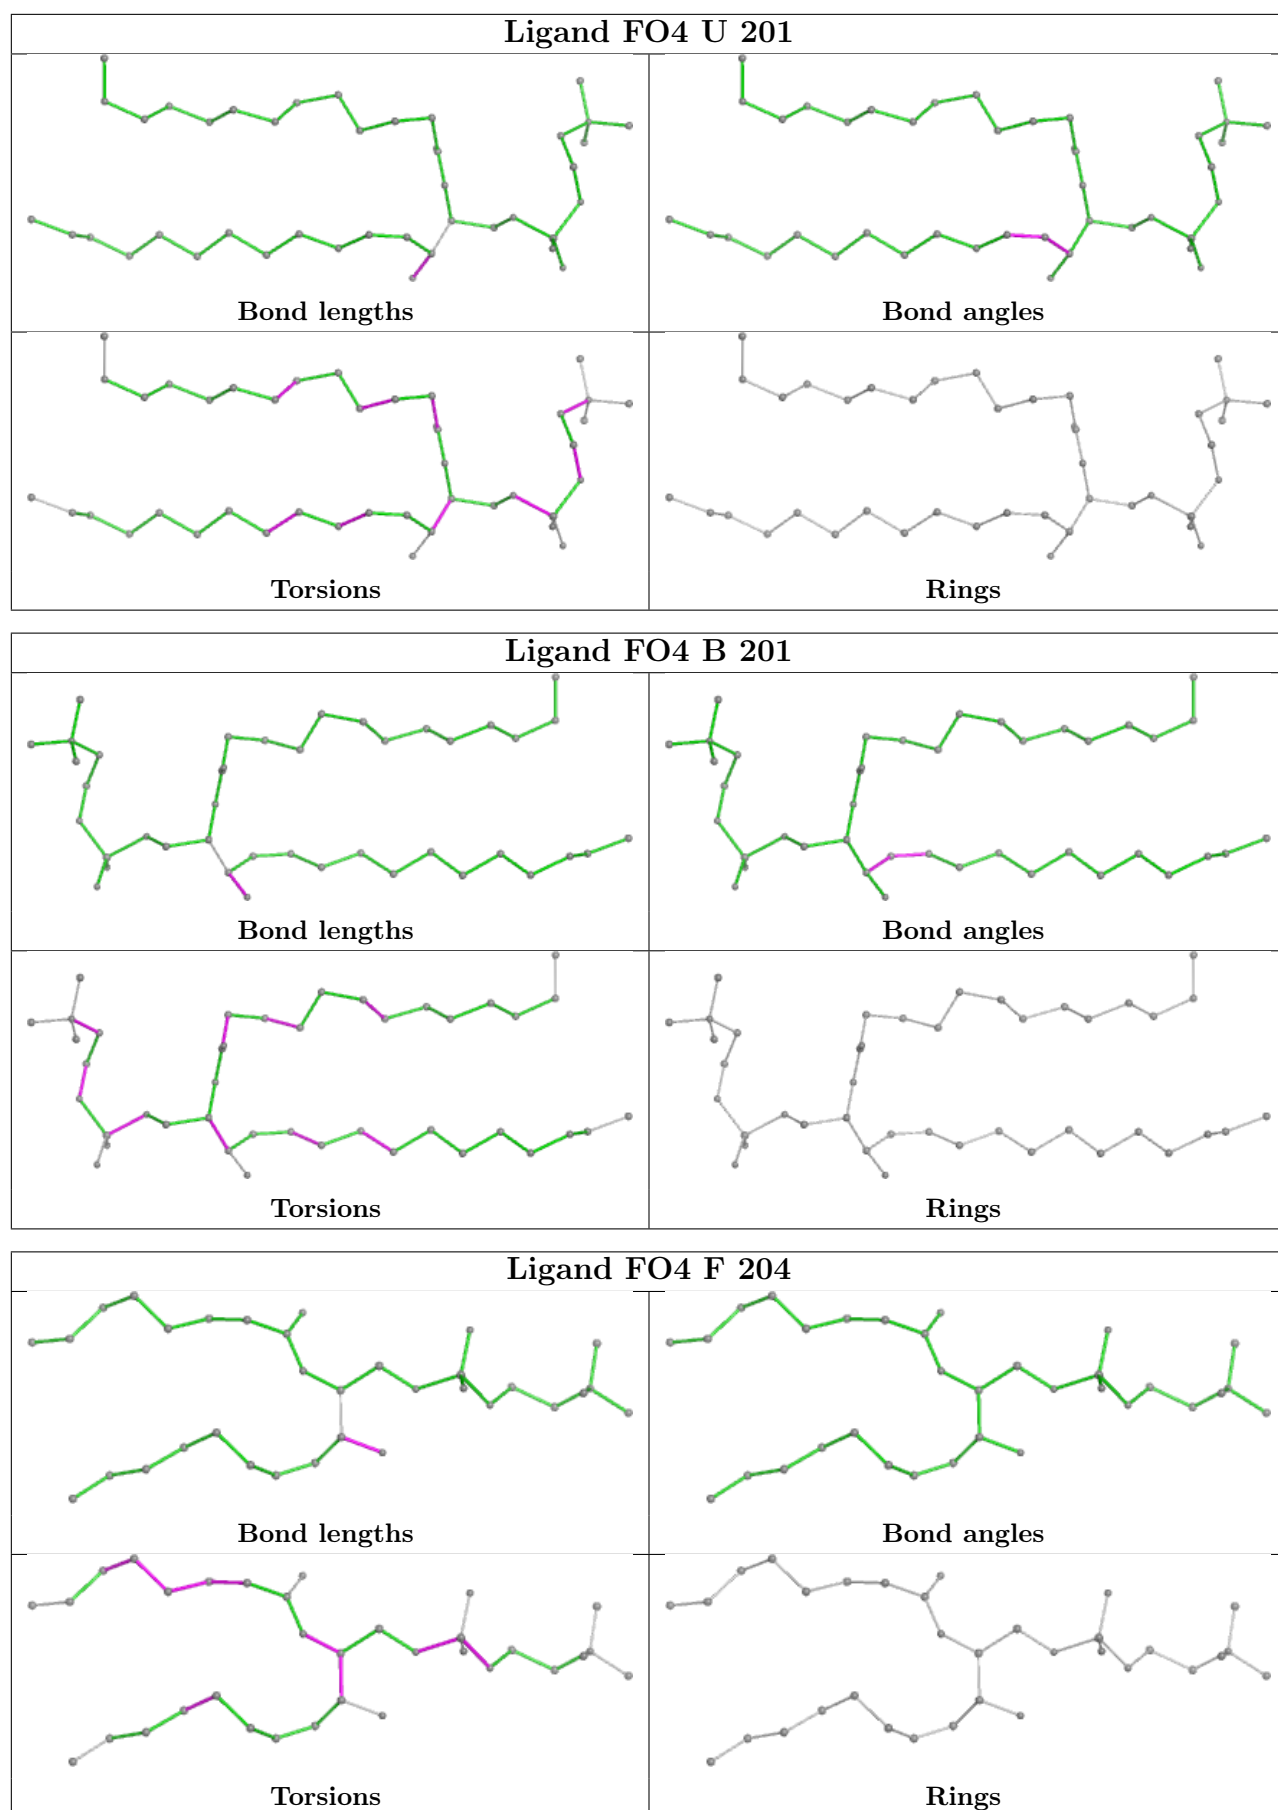 Ligand FO4 U 201
Bond lengths
Bond angles
Torsions
Rings
Ligand FO4 B 201
Bond lengths
Bond angles
Torsions
Rings
Ligand FO4 F 204
Bond lengths
Bond angles
Torsions
Rings